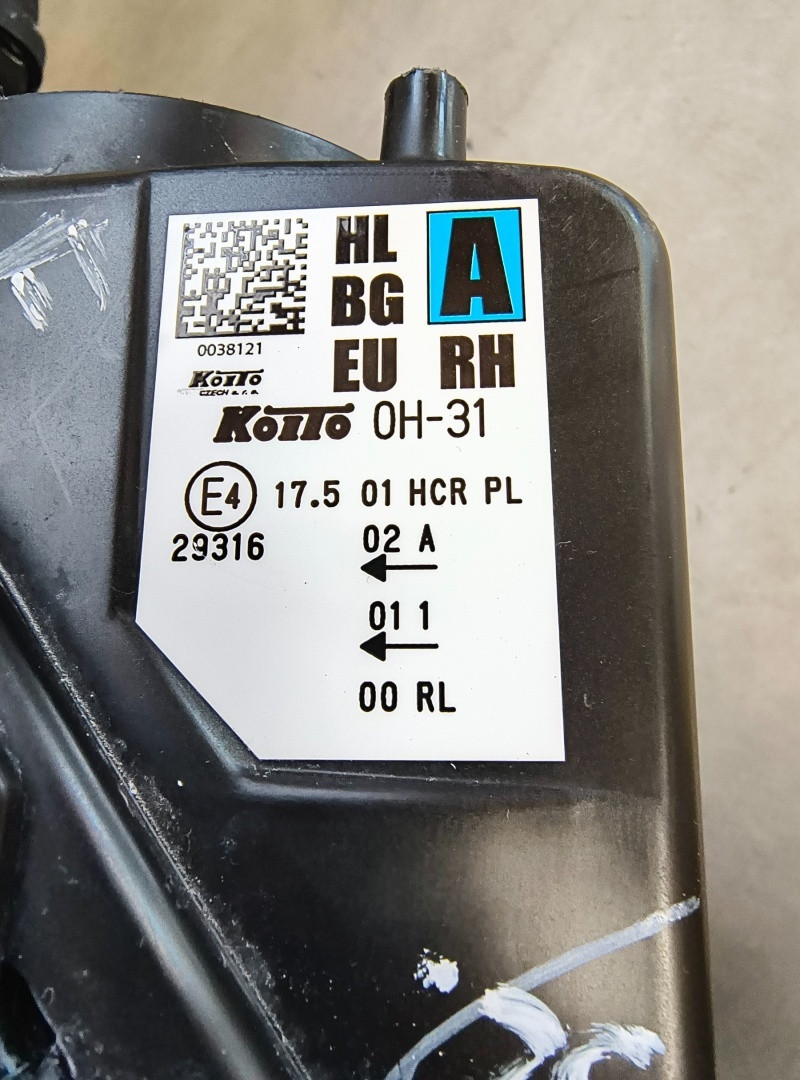 HL A
BG
EU RH
0038121
KOITO
CZECH s.r.o.
KOITO 0H-31
E4 17.5 01 HCR PL
29316 02 A
01 1
00 RL